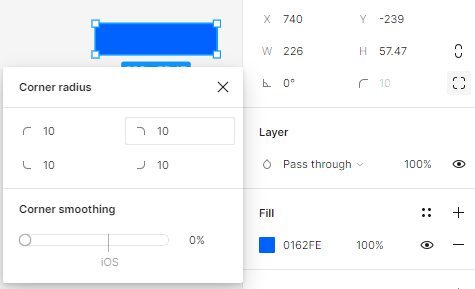 X 740 Y -239
W 226 H 57.47
0° 10
Corner radius
10 10
10 10
Corner smoothing
0%
iOS
Layer
Pass through 100%
Fill
0162FE 100%